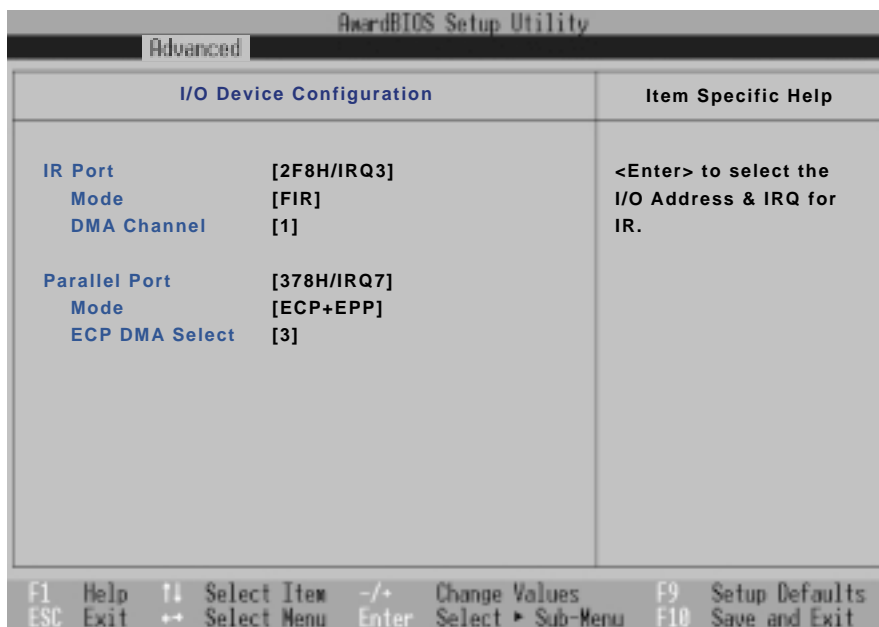 AwardBIOS Setup Utility
Advanced
I/O Device Configuration
Item Specific Help
IR Port [2F8H/IRQ3]
Mode [FIR]
DMA Channel [1]
Parallel Port [378H/IRQ7]
Mode [ECP+EPP]
ECP DMA Select [3]
<Enter> to select the
I/O Address & IRQ for
IR.
F1 Help ↑↓ Select Item -/+ Change Values F9 Setup Defaults
ESC Exit ←→ Select Menu Enter Select ▶ Sub-Menu F10 Save and Exit